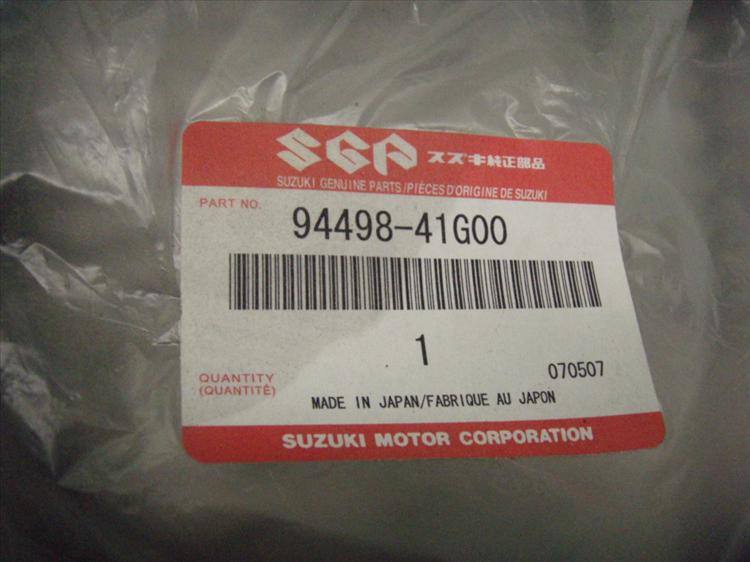 SGP スズキ純正部品
SUZUKI GENUINE PARTS/PIÈCES D'ORIGINE DE SUZUKI
PART NO. 94498-41G00
1
QUANTITY 070507
(QUANTITÉ)
MADE IN JAPAN/FABRIQUE AU JAPON
SUZUKI MOTOR CORPORATION